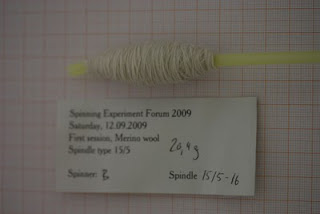 Spinning Experiment Forum 2009
Saturday, 12.09.2009
First session, Merino wool
Spindle type 15/5
20,4g
Spinner: B Spindle 15/5-16